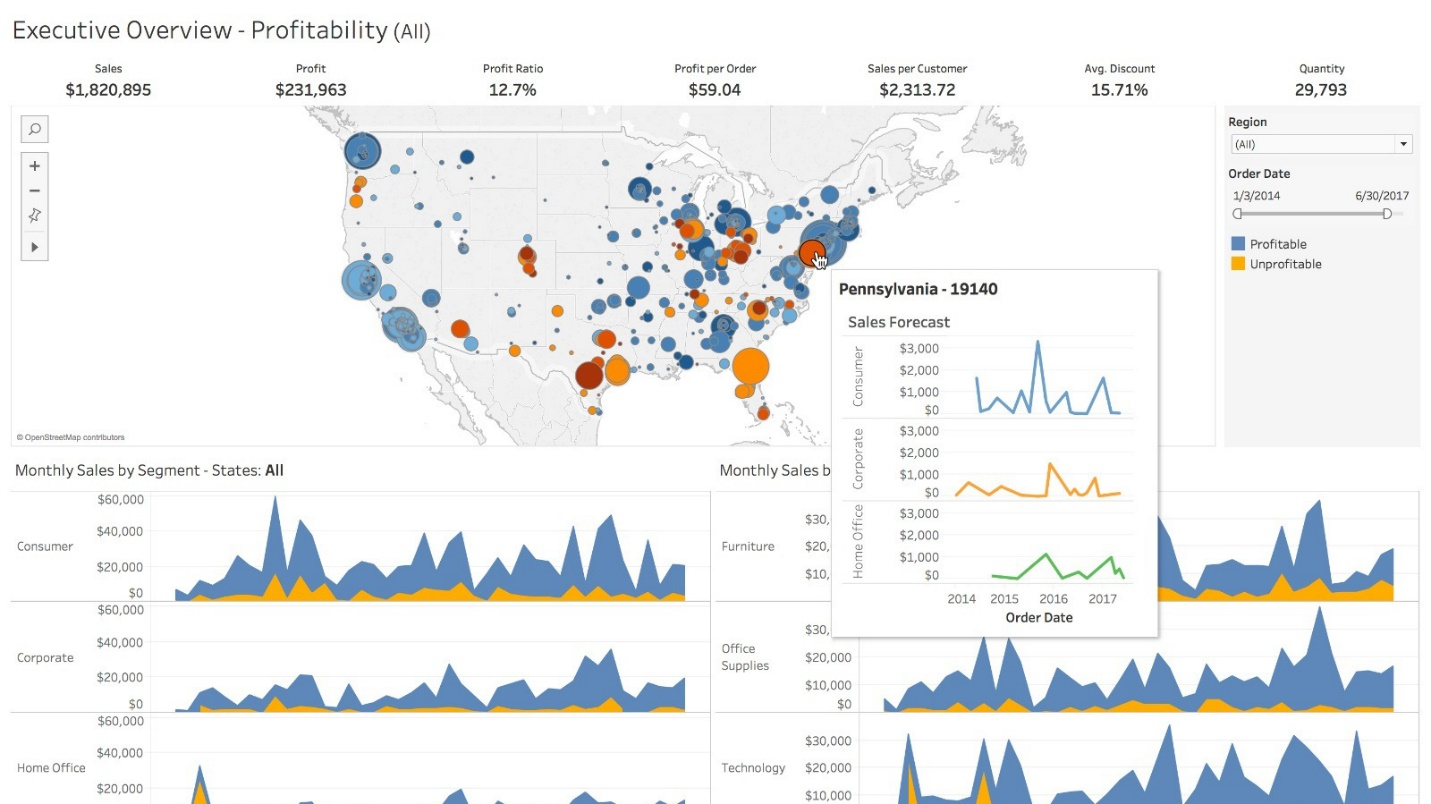 Executive Overview - Profitability (All)
Sales Profit Profit Ratio Profit per Order Sales per Customer Avg. Discount Quantity
$1,820,895 $231,963 12.7% $59.04 $2,313.72 15.71% 29,793
Region
(All)
Order Date
1/3/2014 6/30/2017
Profitable
Unprofitable
© OpenStreetMap contributors
Pennsylvania - 19140
Sales Forecast
Consumer
$3,000
$2,000
$1,000
$0
Corporate
$3,000
$2,000
$1,000
$0
Home Office
$3,000
$2,000
$1,000
$0
2014 2015 2016 2017
Order Date
Monthly Sales by Segment - States: All
Consumer
$60,000
$40,000
$20,000
$0
Corporate
$60,000
$40,000
$20,000
$0
Home Office
$60,000
$40,000
$20,000
Monthly Sales b
Furniture
$30,
$20,
$10,
Office
Supplies
$30,
$20,000
$10,000
Technology
$30,000
$20,000
$10,000